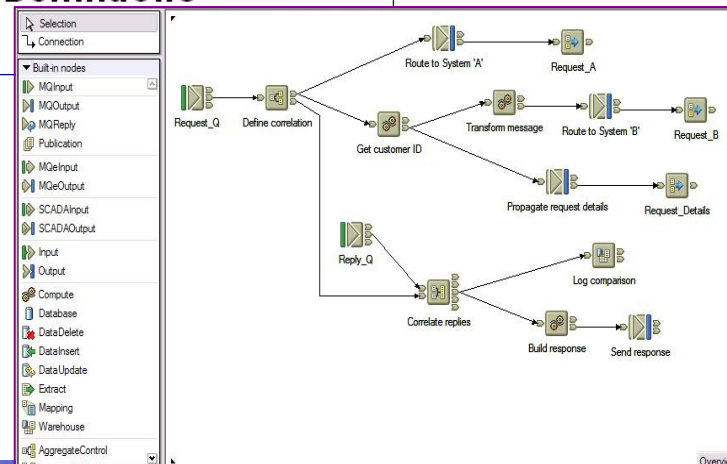 Selection
Connection
Built-in nodes
MQInput
MQOutput
MQReply
Publication
MQeInput
MQeOutput
SCADAInput
SCADAOutput
Input
Output
Compute
Database
DataDelete
DataInsert
DataUpdate
Extract
Mapping
Warehouse
AggregateControl
Route to System 'A'
Request_A
Request_Q
Define correlation
Get customer ID
Transform message
Route to System 'B'
Request_B
Propagate request details
Request_Details
Reply_Q
Log comparison
Correlate replies
Build response
Send response